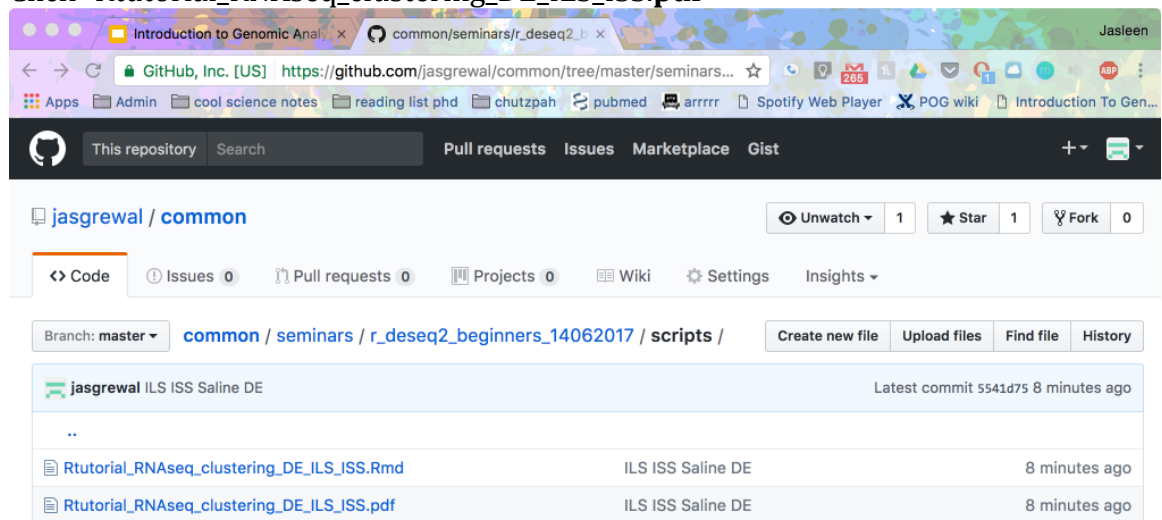 Click "Rtutorial_RNAseq_clustering_DE_ILS_ISS.pdf"
Introduction to Genomic Analy × common/seminars/r_deseq2_b × Jasleen
GitHub, Inc. [US] https://github.com/jasgrewal/common/tree/master/seminars... 265 ABP
Apps Admin cool science notes reading list phd chutzpah pubmed arrrrr Spotify Web Player POG wiki Introduction To Gen...
This repository Search Pull requests Issues Marketplace Gist
jasgrewal / common Unwatch 1 Star 1 Fork 0
Code Issues 0 Pull requests 0 Projects 0 Wiki Settings Insights
Branch: master common / seminars / r_deseq2_beginners_14062017 / scripts / Create new file Upload files Find file History
jasgrewal ILS ISS Saline DE Latest commit 5541d75 8 minutes ago
..
Rtutorial_RNAseq_clustering_DE_ILS_ISS.Rmd ILS ISS Saline DE 8 minutes ago
Rtutorial_RNAseq_clustering_DE_ILS_ISS.pdf ILS ISS Saline DE 8 minutes ago